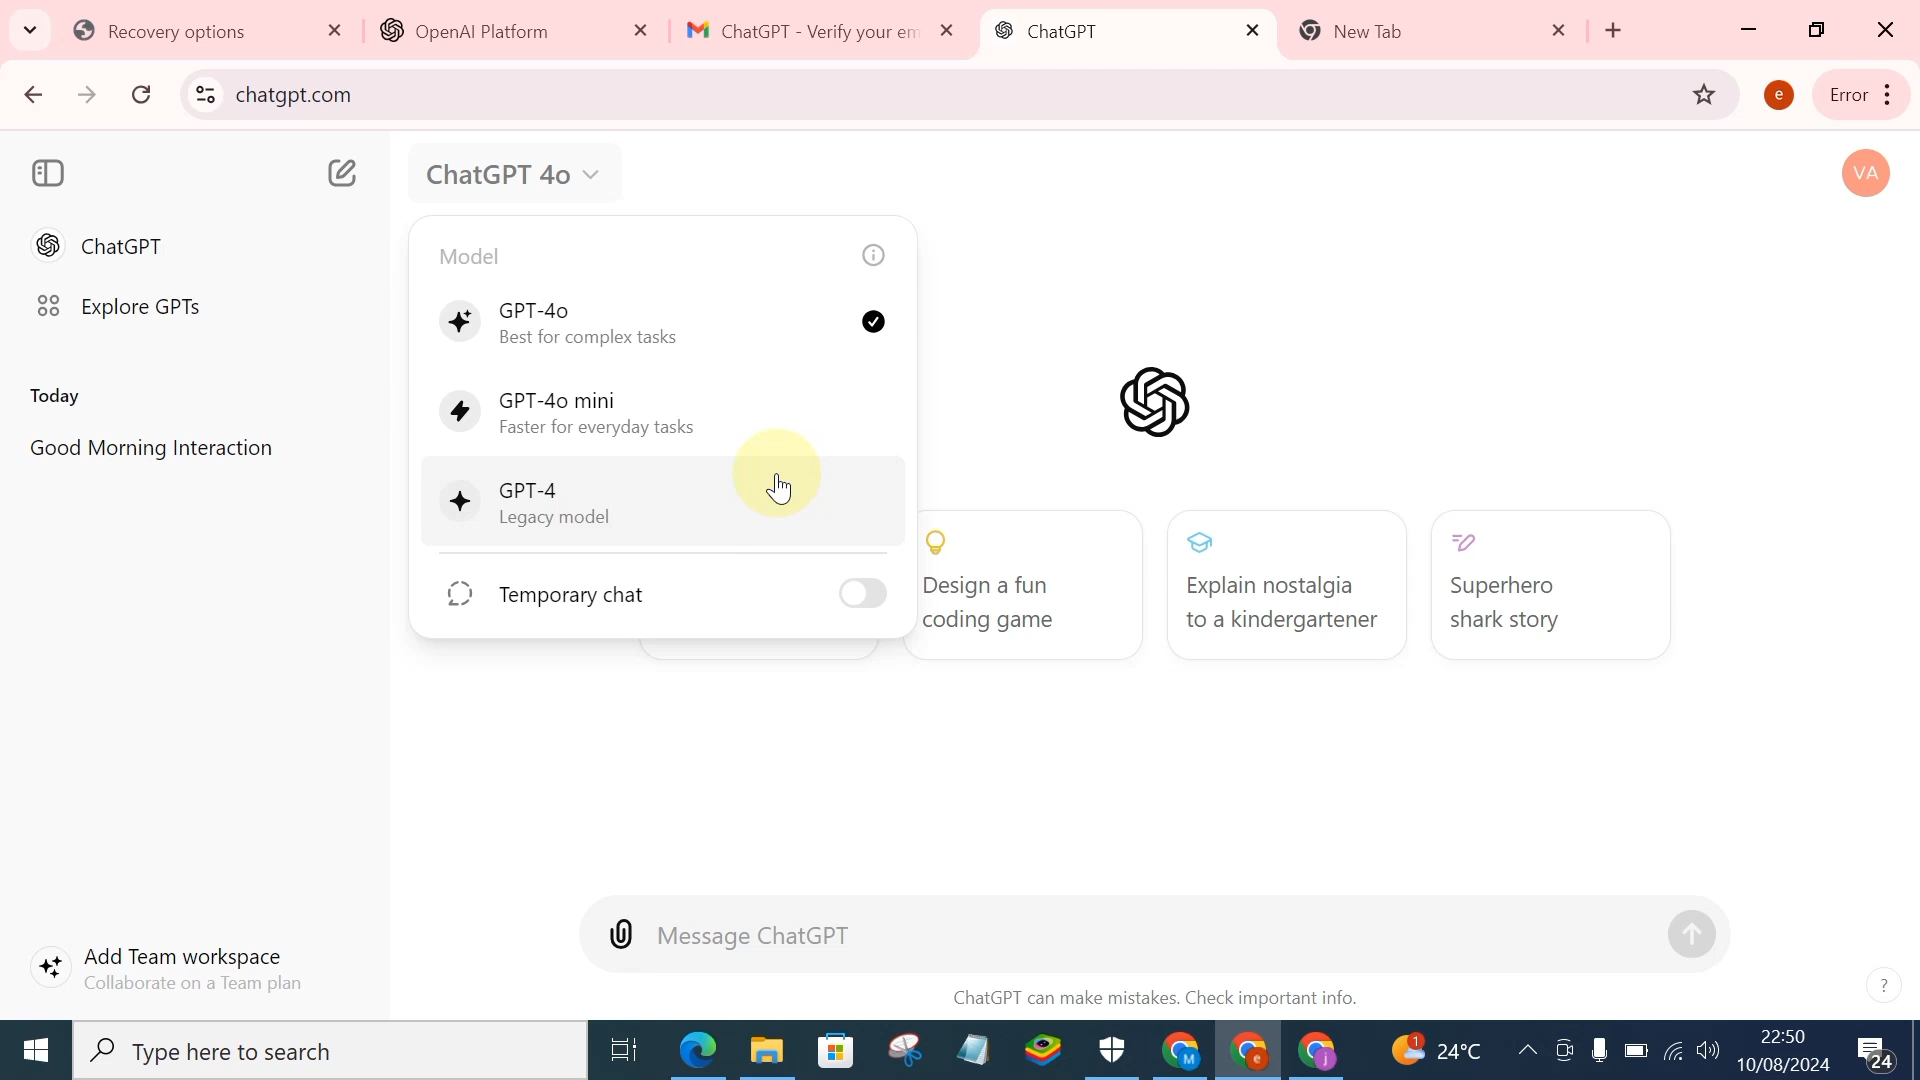 Recovery options
OpenAI Platform
ChatGPT - Verify your em
ChatGPT
New Tab
chatgpt.com
e
Error
ChatGPT 4o
VA
ChatGPT
Explore GPTs
Today
Good Morning Interaction
Model
GPT-4o
Best for complex tasks
GPT-4o mini
Faster for everyday tasks
GPT-4
Legacy model
Temporary chat
Design a fun
coding game
Explain nostalgia
to a kindergartener
Superhero
shark story
Add Team workspace
Collaborate on a Team plan
Message ChatGPT
ChatGPT can make mistakes. Check important info.
?
Type here to search
M
e
j
1
24°C
22:50
10/08/2024
24